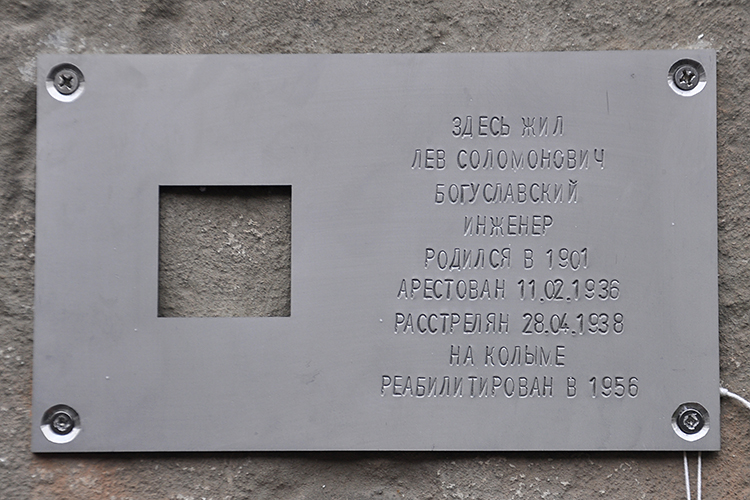 ЗДЕСЬ ЖИЛ
ЛЕВ СОЛОМОНОВИЧ
БОГУСЛАВСКИЙ
ИНЖЕНЕР
РОДИЛСЯ В 1901
АРЕСТОВАН 11.02.1936
РАССТРЕЛЯН 28.04.1938
НА КОЛЫМЕ
РЕАБИЛИТИРОВАН В 1956